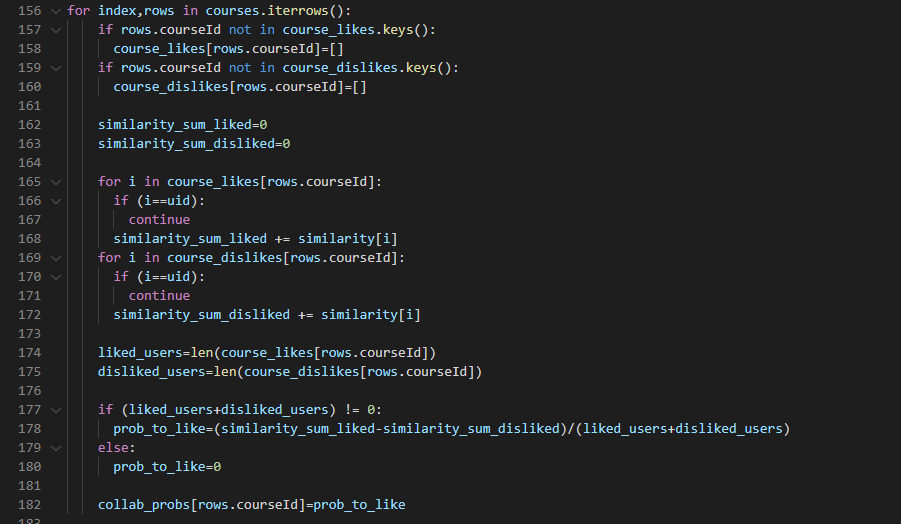 156 for index,rows in courses.iterrows():
157 if rows.courseId not in course_likes.keys():
158 course_likes[rows.courseId]=[]
159 if rows.courseId not in course_dislikes.keys():
160 course_dislikes[rows.courseId]=[]
161
162 similarity_sum_liked=0
163 similarity_sum_disliked=0
164
165 for i in course_likes[rows.courseId]:
166 if (i==uid):
167 continue
168 similarity_sum_liked += similarity[i]
169 for i in course_dislikes[rows.courseId]:
170 if (i==uid):
171 continue
172 similarity_sum_disliked += similarity[i]
173
174 liked_users=len(course_likes[rows.courseId])
175 disliked_users=len(course_dislikes[rows.courseId])
176
177 if (liked_users+disliked_users) != 0:
178 prob_to_like=(similarity_sum_liked-similarity_sum_disliked)/(liked_users+disliked_users)
179 else:
180 prob_to_like=0
181
182 collab_probs[rows.courseId]=prob_to_like
183